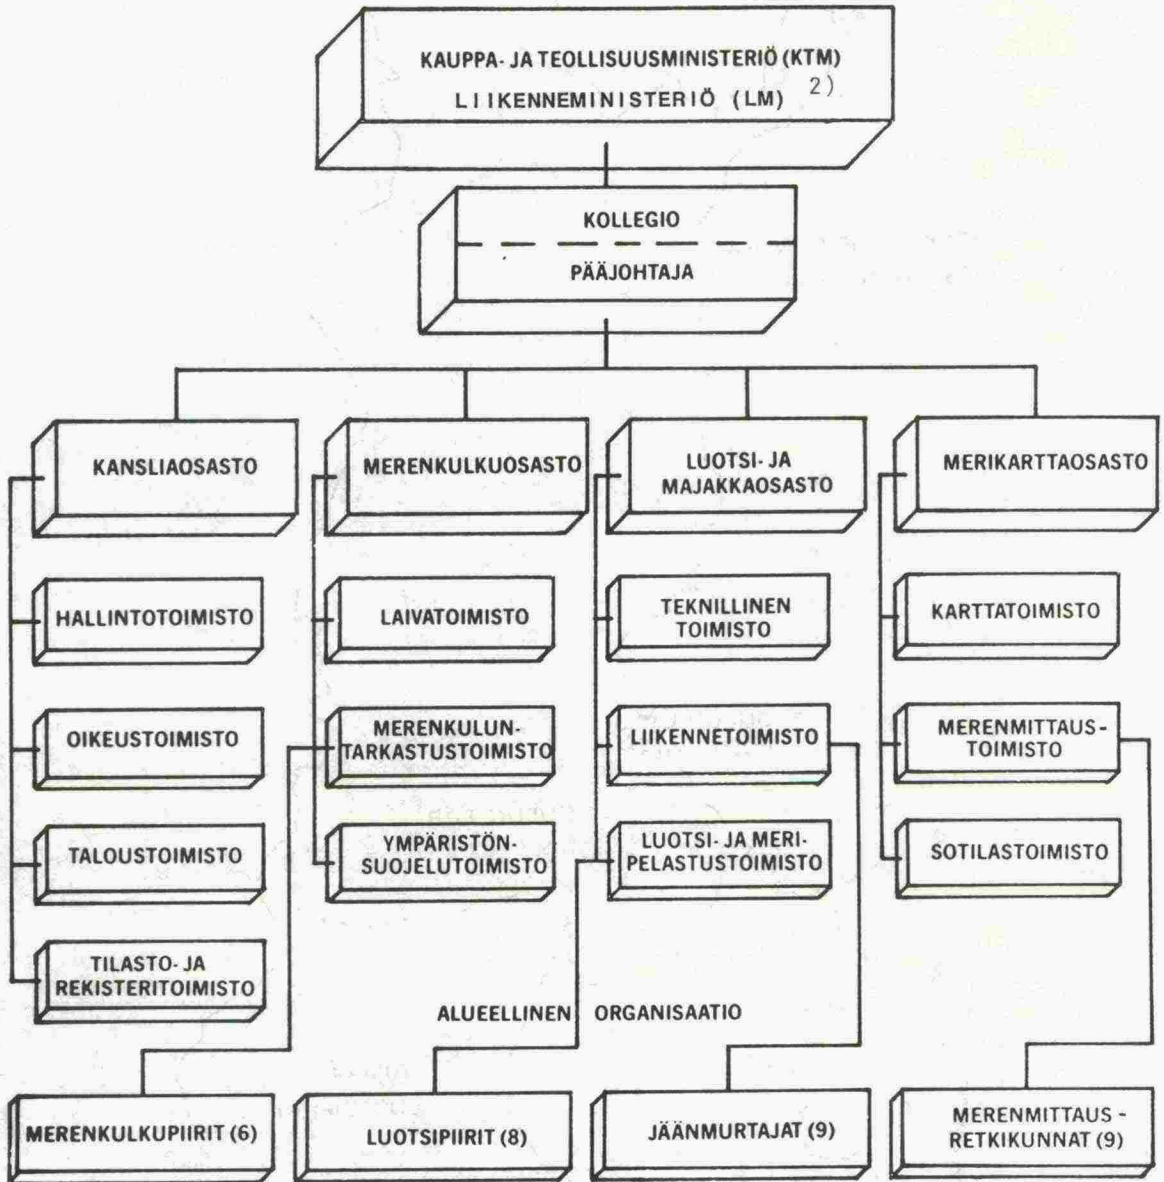 KAUPPA- JA TEOLLISUUSMINISTERIÖ (KTM)
LIIKENNEMINISTERIÖ (LM) 2)
KOLLEGIO
PÄÄJOHTAJA
KANSLIAOSASTO
HALLINTOTOIMISTO
OIKEUSTOIMISTO
TALOUSTOIMISTO
TILASTO- JA
REKISTERITOIMISTO
MERENKULKUOSASTO
LAIVATOIMISTO
MERENKULUN-
TARKASTUSTOIMISTO
YMPÄRISTÖN-
SUOJELUTOIMISTO
LUOTSI- JA
MAJAKKAOSASTO
TEKNILLINEN
TOIMISTO
LIIKENNETOIMISTO
LUOTSI- JA MERI-
PELASTUSTOIMISTO
MERIKARTTAOSASTO
KARTTATOIMISTO
MERENMITTAUS-
TOIMISTO
SOTILASTOIMISTO
ALUEELLINEN ORGANISAATIO
MERENKULKUPIIRIT (6)
LUOTSIPIIRIT (8)
JÄÄNMURTAJAT (9)
MERENMITTAUS-
RETKIKUNNAT (9)